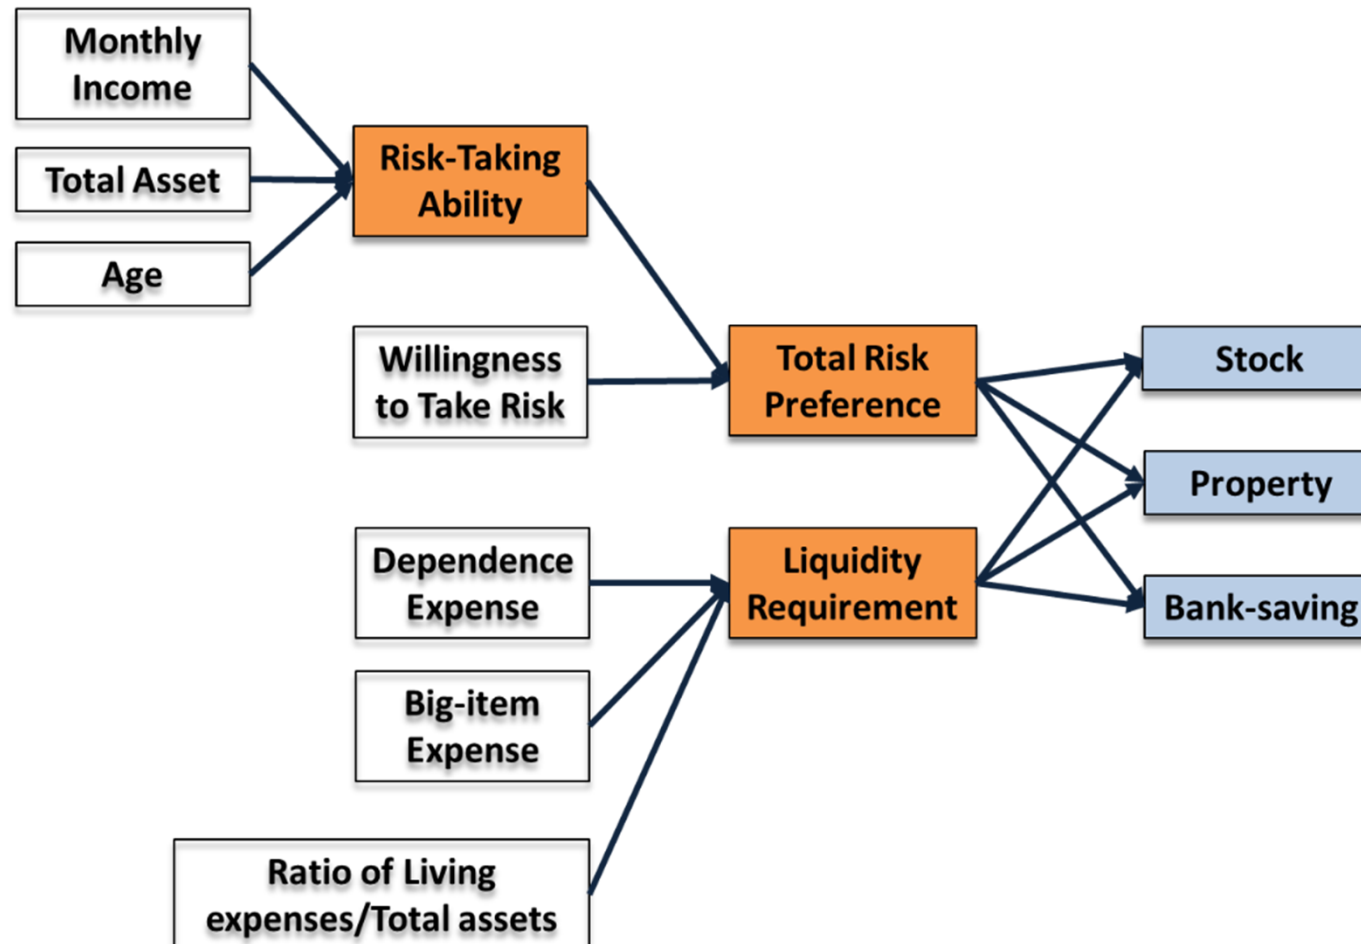 Monthly
Income
Total Asset
Age
Risk-Taking
Ability
Willingness
to Take Risk
Total Risk
Preference
Dependence
Expense
Big-item
Expense
Ratio of Living
expenses/Total assets
Liquidity
Requirement
Stock
Property
Bank-saving